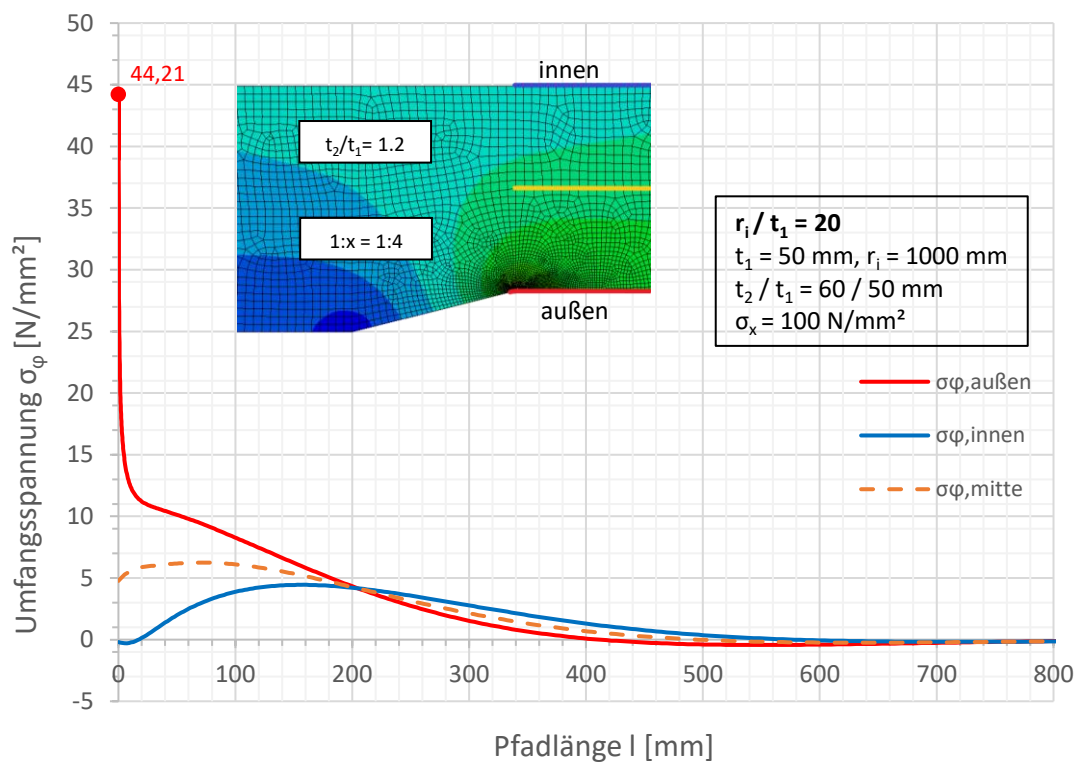 50
45
40
35
30
25
20
15
10
5
0
-5
Umfangsspannung σφ [N/mm²]
44,21
innen
t₂/t₁= 1.2
1:x = 1:4
außen
rᵢ / t₁ = 20
t₁ = 50 mm, rᵢ = 1000 mm
t₂ / t₁ = 60 / 50 mm
σₓ = 100 N/mm²
σφ,außen
σφ,innen
σφ,mitte
0 100 200 300 400 500 600 700 800
Pfadlänge l [mm]